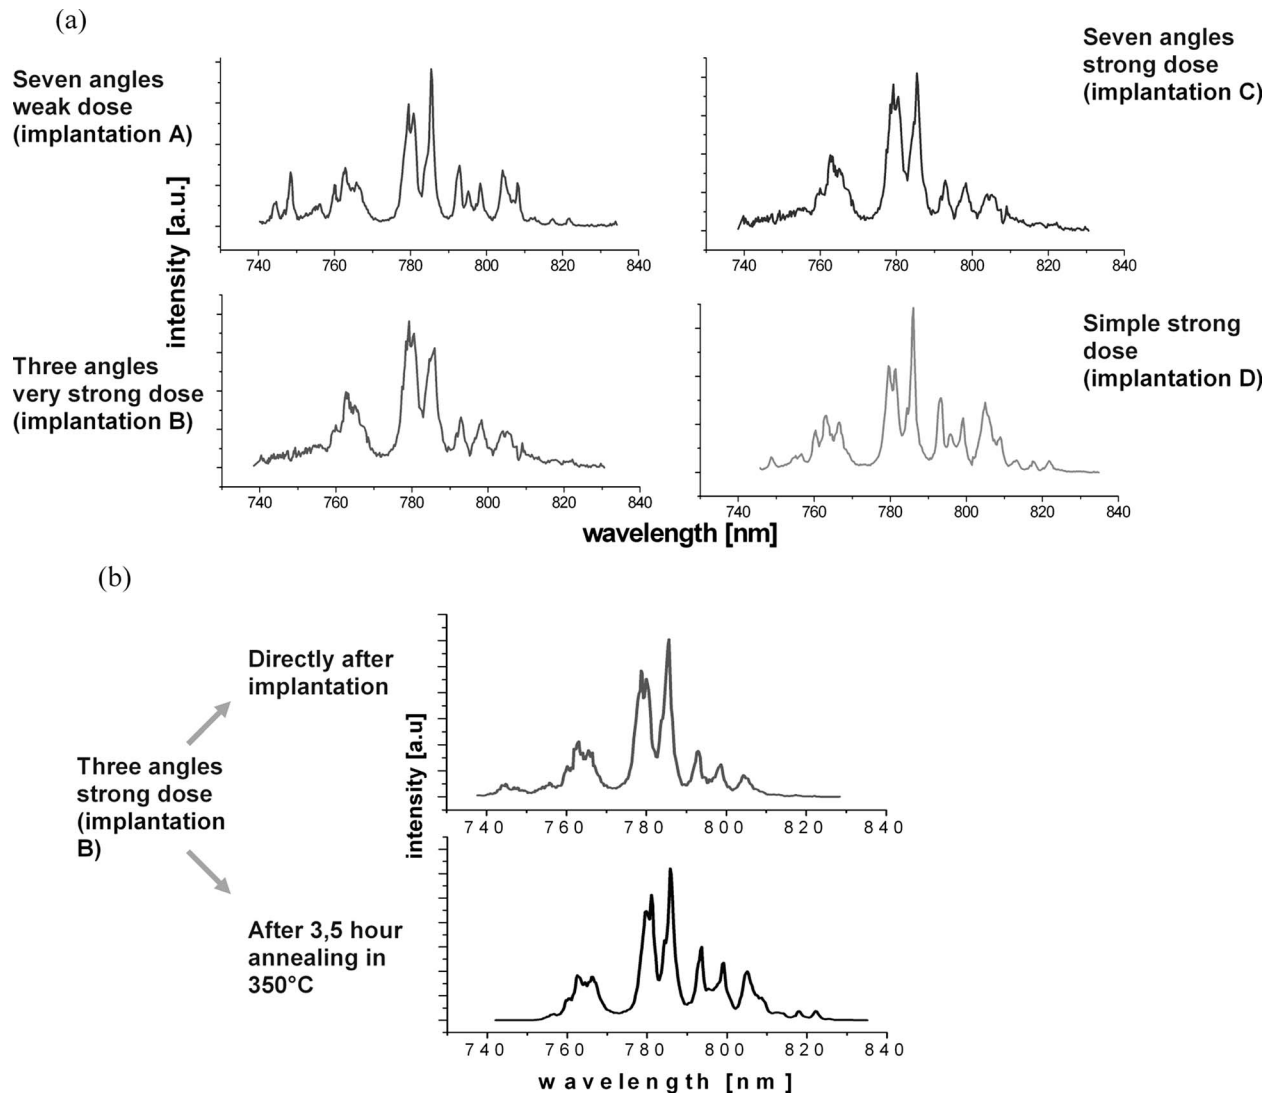 (a)
Seven angles
weak dose
(implantation A)
Seven angles
strong dose
(implantation C)
intensity [a.u.]
740 760 780 800 820 840
740 760 780 800 820 840
Three angles
very strong dose
(implantation B)
Simple strong
dose
(implantation D)
740 760 780 800 820 840
740 760 780 800 820 840
wavelength [nm]
(b)
Directly after
implantation
Three angles
strong dose
(implantation
B)
After 3,5 hour
annealing in
350°C
intensity [a.u]
740 760 780 800 820 840
740 760 780 800 820 840
wavelength [nm]